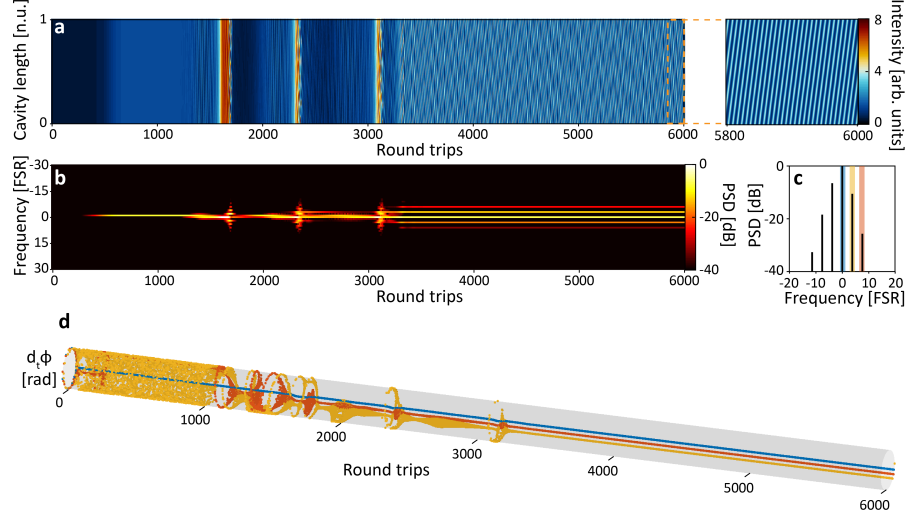 a
Cavity length [n.u.]
1
0
0
1000
2000
3000
4000
5000
6000
Round trips
5800
6000
8
4
0
Intensity [arb. units]
b
Frequency [FSR]
-30
-15
0
15
30
0
1000
2000
3000
4000
5000
6000
Round trips
0
-20
-40
PSD [dB]
c
PSD [dB]
0
-20
-40
-20
-10
0
10
20
Frequency [FSR]
d
dₜϕ
[rad]
0
1000
2000
3000
4000
5000
6000
Round trips